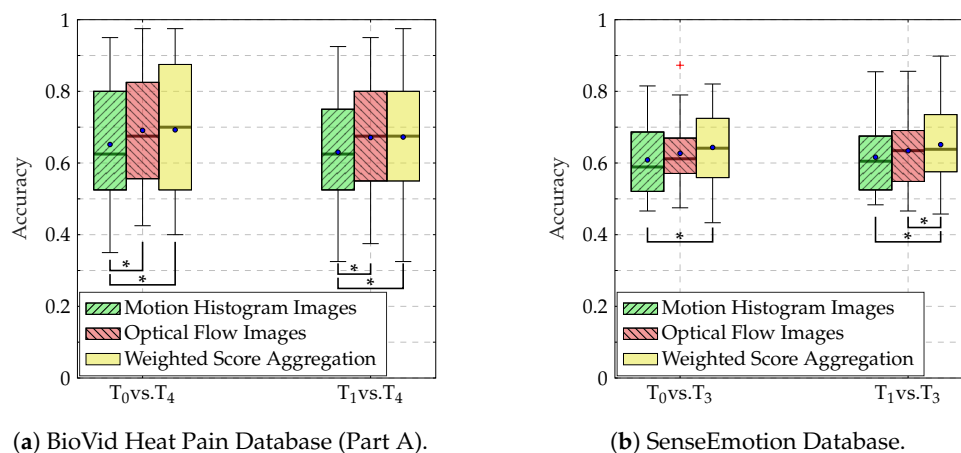 1
0.8
0.6
0.4
0.2
0
Accuracy
*
*
*
*
Motion Histogram Images
Optical Flow Images
Weighted Score Aggregation
T₀vs.T₄
T₁vs.T₄
(a) BioVid Heat Pain Database (Part A).
1
0.8
0.6
0.4
0.2
0
Accuracy
*
*
*
Motion Histogram Images
Optical Flow Images
Weighted Score Aggregation
T₀vs.T₃
T₁vs.T₃
(b) SenseEmotion Database.